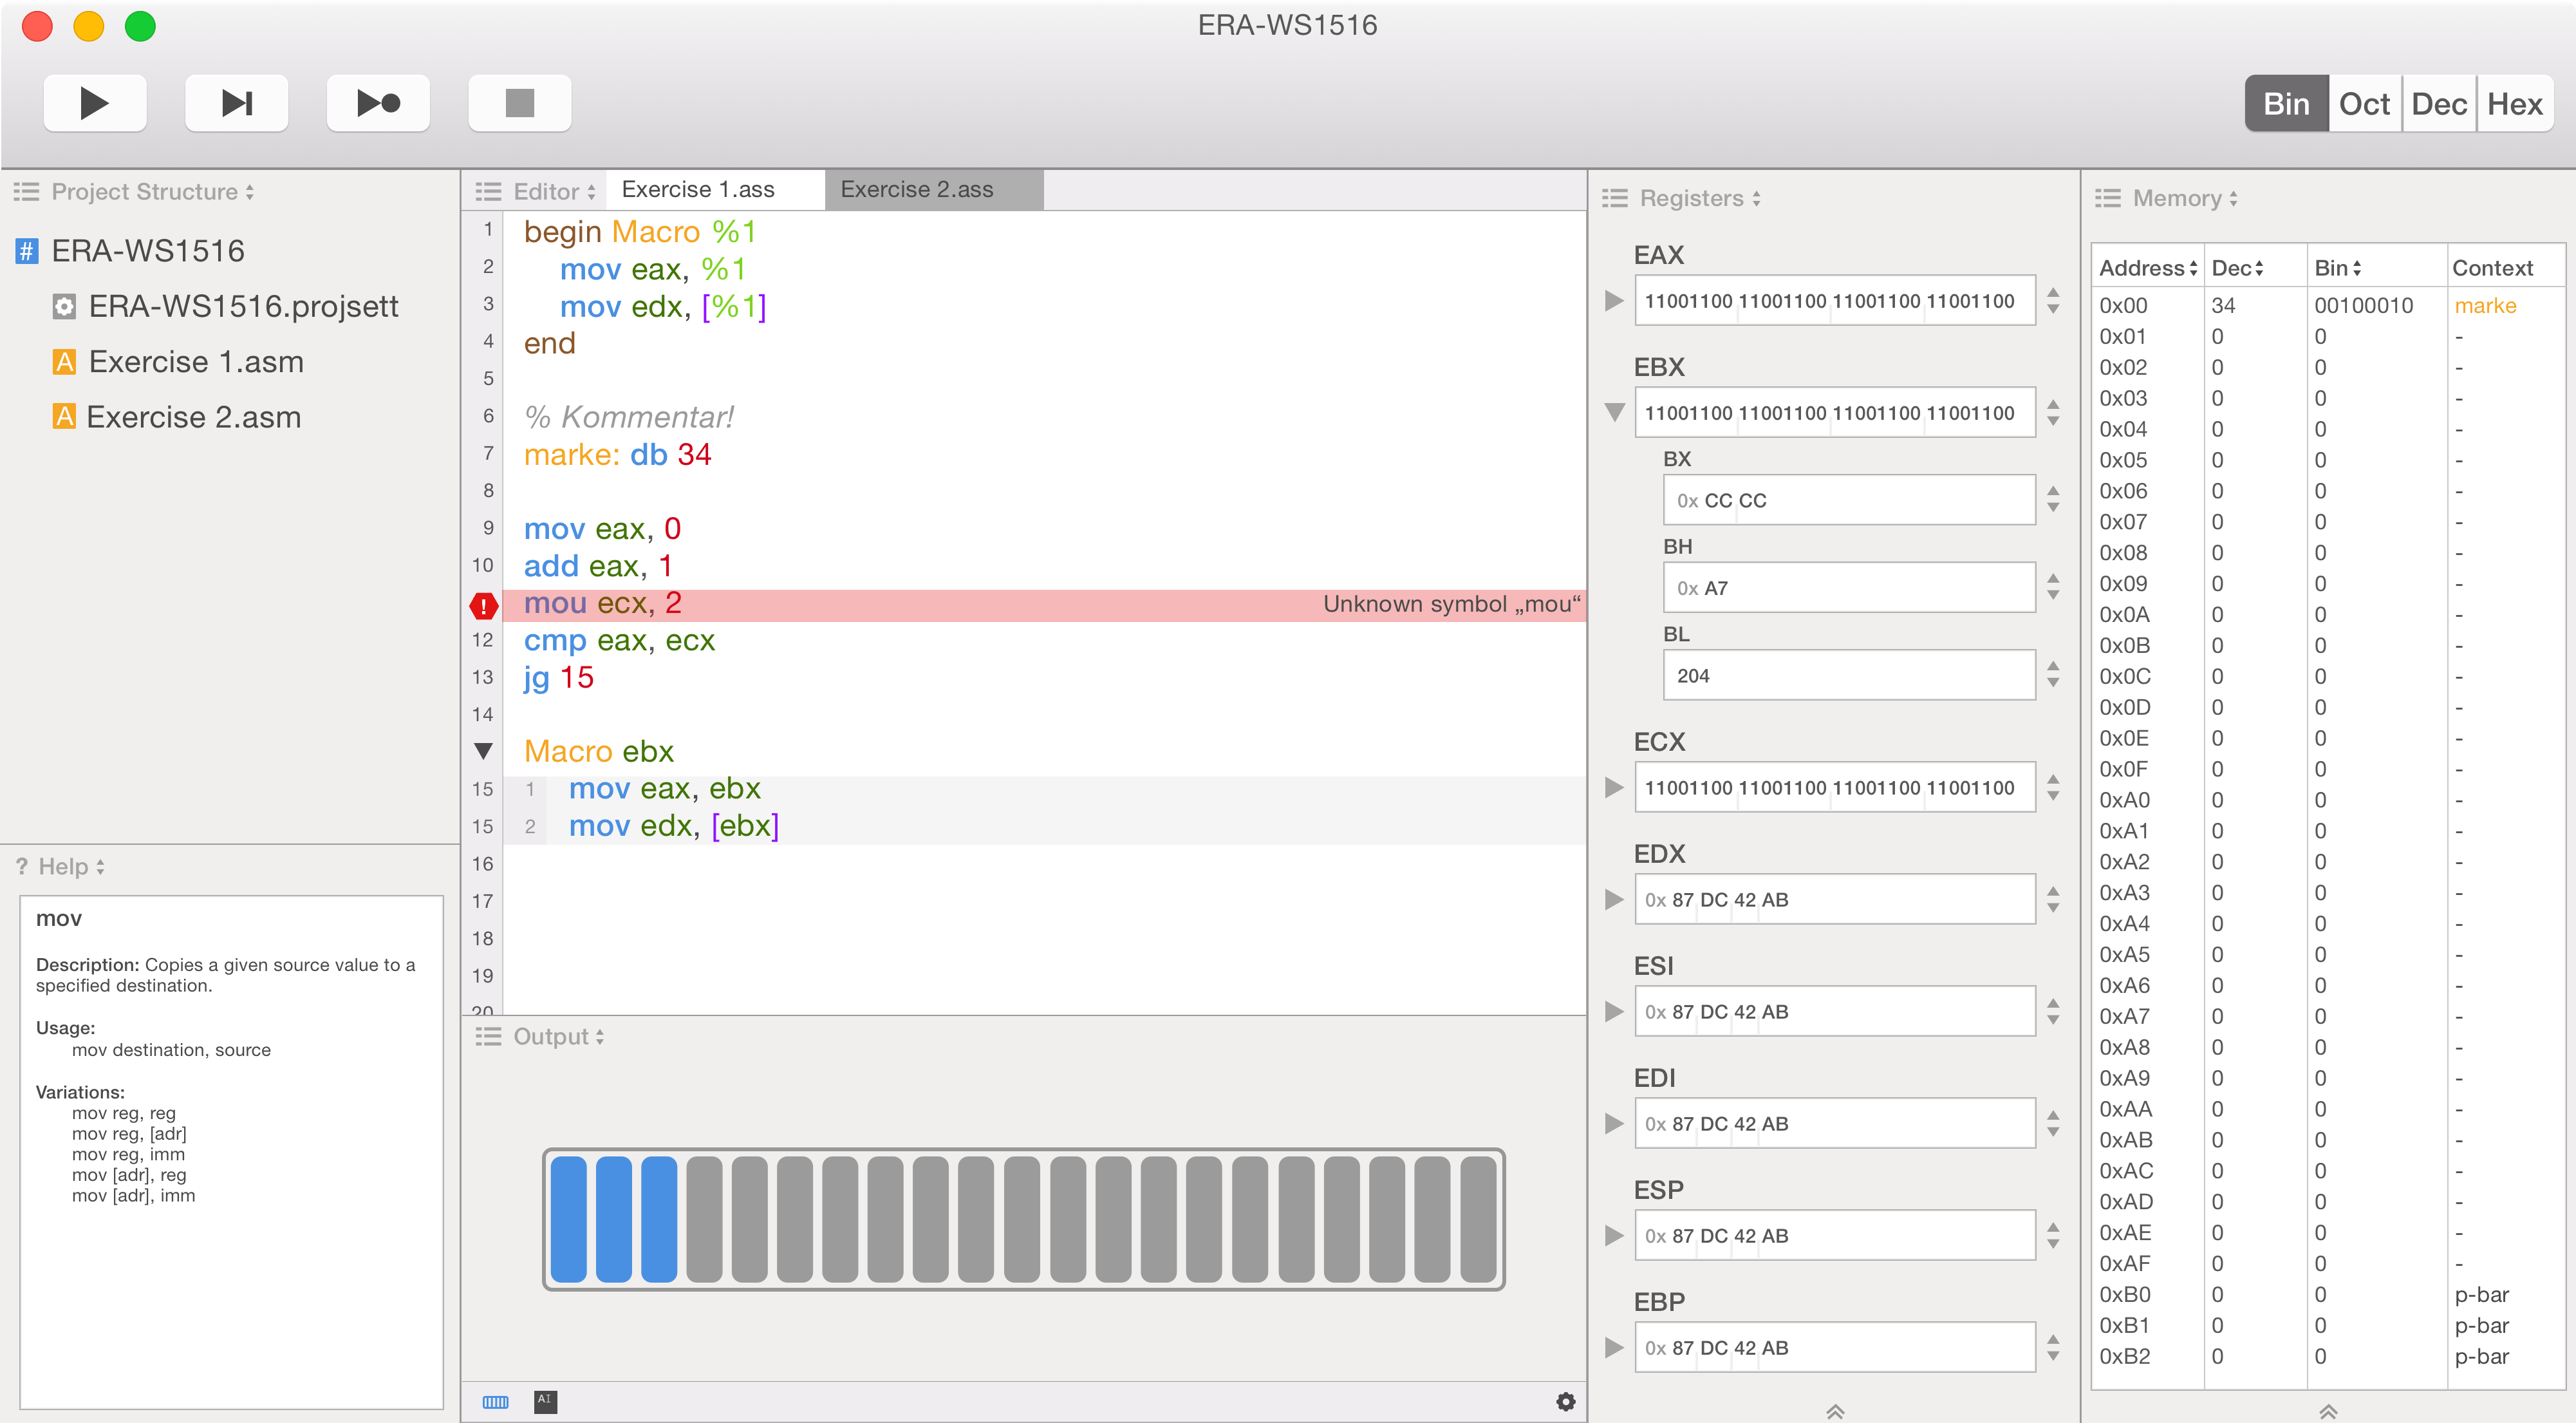 ERA-WS1516
Bin Oct Dec Hex
Project Structure
# ERA-WS1516
ERA-WS1516.projsett
A Exercise 1.asm
A Exercise 2.asm
? Help
mov
Description: Copies a given source value to a
specified destination.
Usage:
mov destination, source
Variations:
mov reg, reg
mov reg, [adr]
mov reg, imm
mov [adr], reg
mov [adr], imm
Editor Exercise 1.ass Exercise 2.ass
1 begin Macro %1
2 mov eax, %1
3 mov edx, [%1]
4 end
5
6 % Kommentar!
7 marke: db 34
8
9 mov eax, 0
10 add eax, 1
! mou ecx, 2 Unknown symbol „mou“
12 cmp eax, ecx
13 jg 15
14
Macro ebx
15 1 mov eax, ebx
15 2 mov edx, [ebx]
16
17
18
19
20
Output
AI
Registers
EAX
11001100 11001100 11001100 11001100
EBX
11001100 11001100 11001100 11001100
BX
0x CC CC
BH
0x A7
BL
204
ECX
11001100 11001100 11001100 11001100
EDX
0x 87 DC 42 AB
ESI
0x 87 DC 42 AB
EDI
0x 87 DC 42 AB
ESP
0x 87 DC 42 AB
EBP
0x 87 DC 42 AB
Memory
Address Dec Bin Context
0x00 34 00100010 marke
0x01 0 0 -
0x02 0 0 -
0x03 0 0 -
0x04 0 0 -
0x05 0 0 -
0x06 0 0 -
0x07 0 0 -
0x08 0 0 -
0x09 0 0 -
0x0A 0 0 -
0x0B 0 0 -
0x0C 0 0 -
0x0D 0 0 -
0x0E 0 0 -
0x0F 0 0 -
0xA0 0 0 -
0xA1 0 0 -
0xA2 0 0 -
0xA3 0 0 -
0xA4 0 0 -
0xA5 0 0 -
0xA6 0 0 -
0xA7 0 0 -
0xA8 0 0 -
0xA9 0 0 -
0xAA 0 0 -
0xAB 0 0 -
0xAC 0 0 -
0xAD 0 0 -
0xAE 0 0 -
0xAF 0 0 -
0xB0 0 0 p-bar
0xB1 0 0 p-bar
0xB2 0 0 p-bar